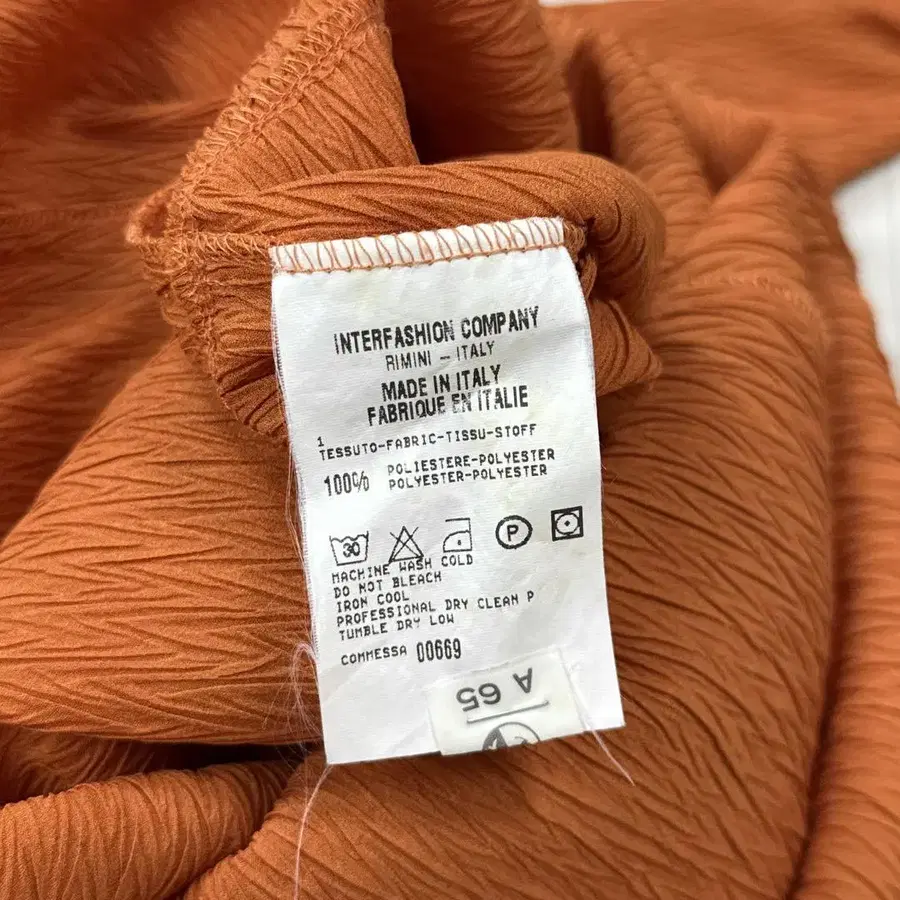 INTERFASHION COMPANY
RIMINI - ITALY
MADE IN ITALY
FABRIQUE EN ITALIE
1
TESSUTO-FABRIC-TISSU-STOFF
100% POLIESTERE-POLYESTER
POLYESTER-POLYESTER
30 P
MACHINE WASH COLD
DO NOT BLEACH
IRON COOL
PROFESSIONAL DRY CLEAN P
TUMBLE DRY LOW
COMMESSA 00669
A 65